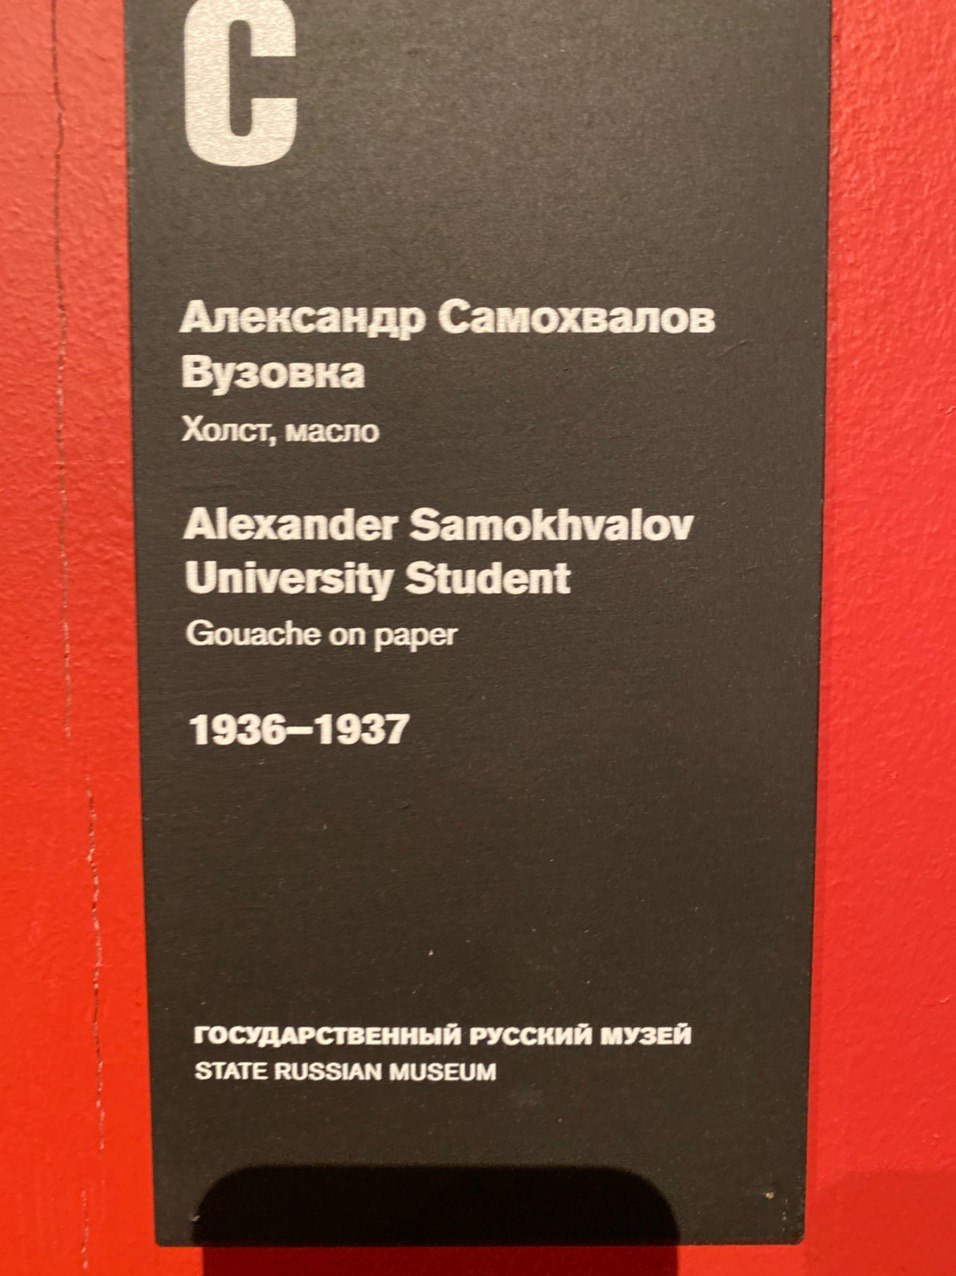 С
Александр Самохвалов
Вузовка
Холст, масло
Alexander Samokhvalov
University Student
Gouache on paper
1936–1937
ГОСУДАРСТВЕННЫЙ РУССКИЙ МУЗЕЙ
STATE RUSSIAN MUSEUM